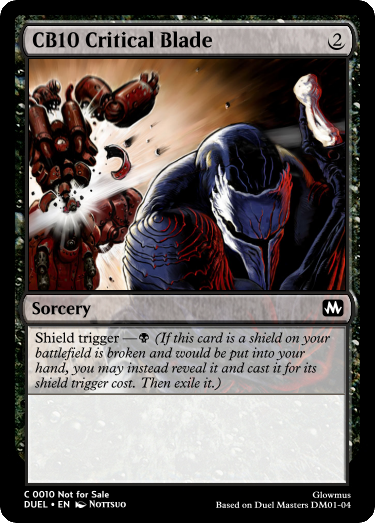 CB10 Critical Blade 2
Sorcery
Shield trigger — (If this card is a shield on your
battlefield is broken and would be put into your
hand, you may instead reveal it and cast it for its
shield trigger cost. Then exile it.)
C 0010 Not for Sale
Glowmus
DUEL • EN Nottsuo
Based on Duel Masters DM01-04